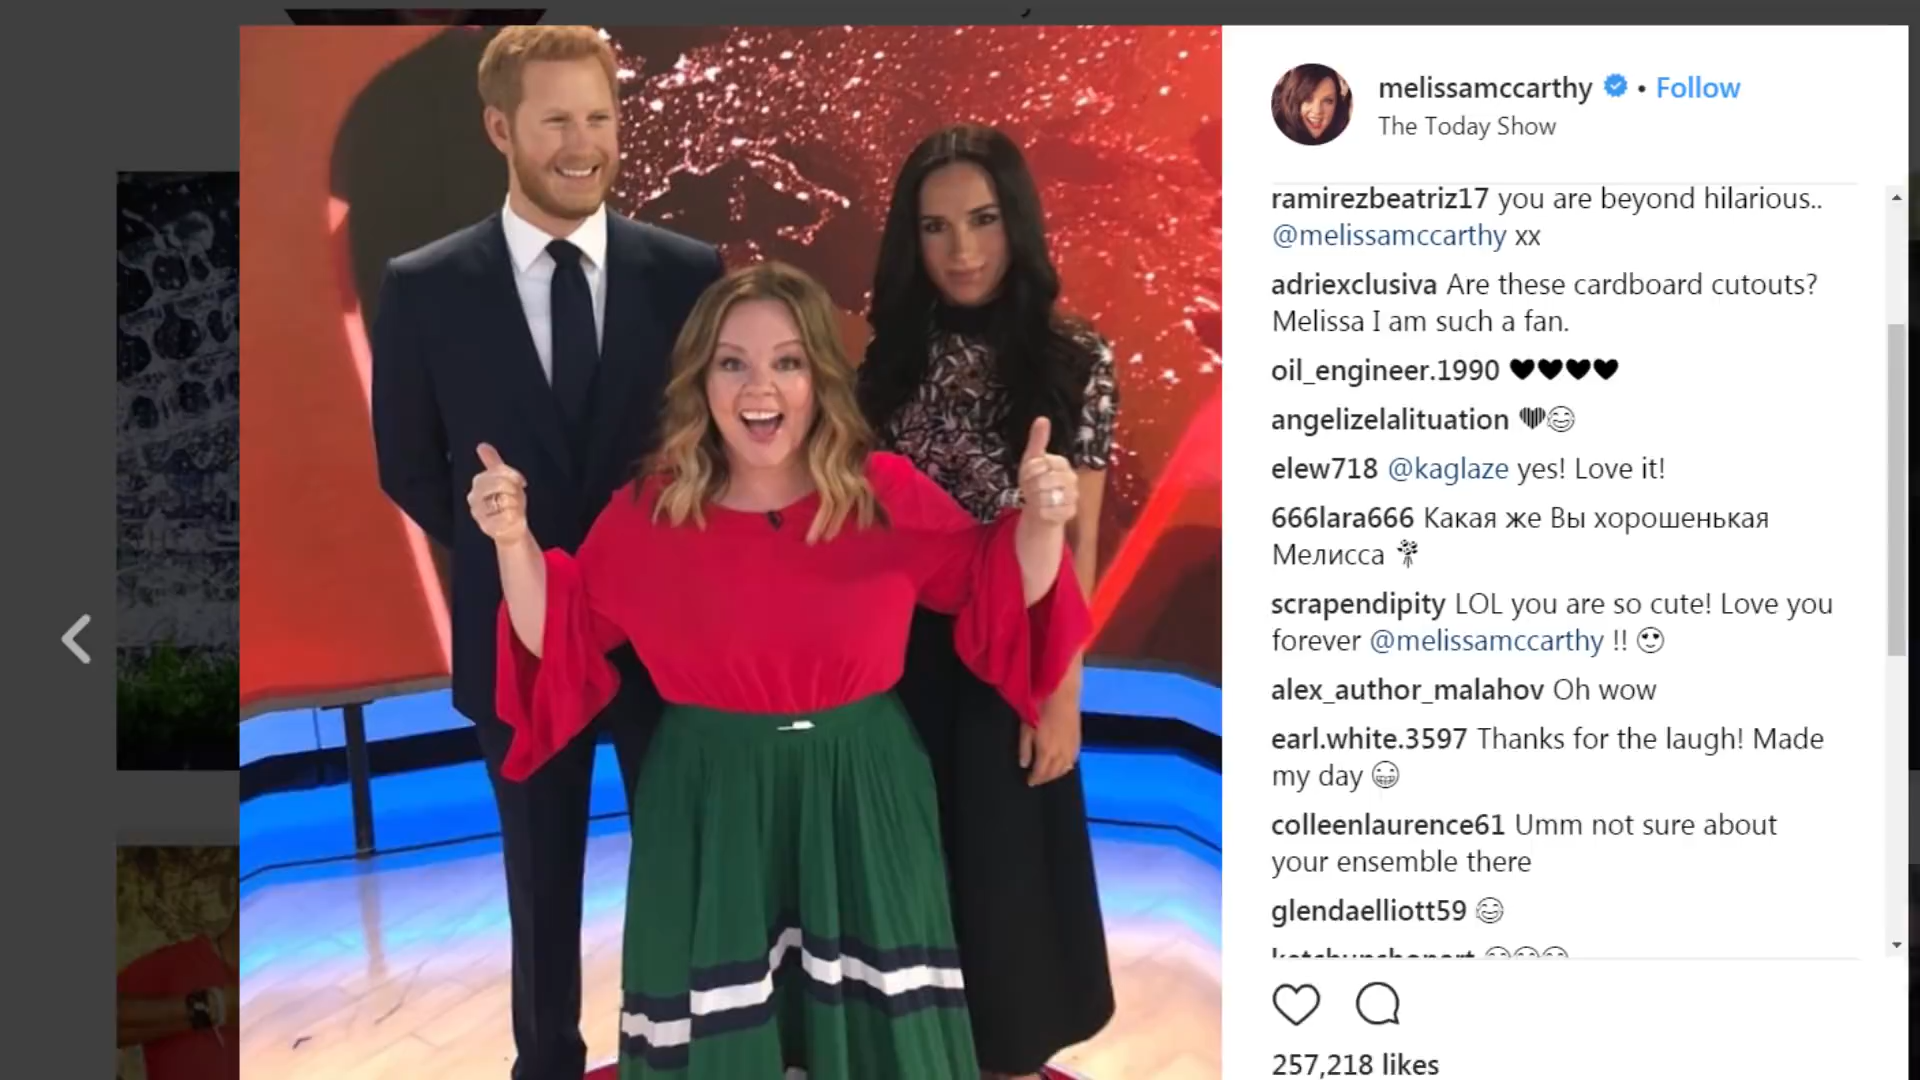 melissamccarthy • Follow
The Today Show
ramirezbeatriz17 you are beyond hilarious..
@melissamccarthy xx
adriexclusiva Are these cardboard cutouts?
Melissa I am such a fan.
oil_engineer.1990 🖤🖤🖤🖤
angelizelalituation 💗😂
elew718 @kaglaze yes! Love it!
666lara666 Какая же Вы хорошенькая
Мелисса 💐
scrapendipity LOL you are so cute! Love you
forever @melissamccarthy !! 😍
alex_author_malahov Oh wow
earl.white.3597 Thanks for the laugh! Made
my day 😀
colleenlaurence61 Umm not sure about
your ensemble there
glendaelliott59 😂
257,218 likes